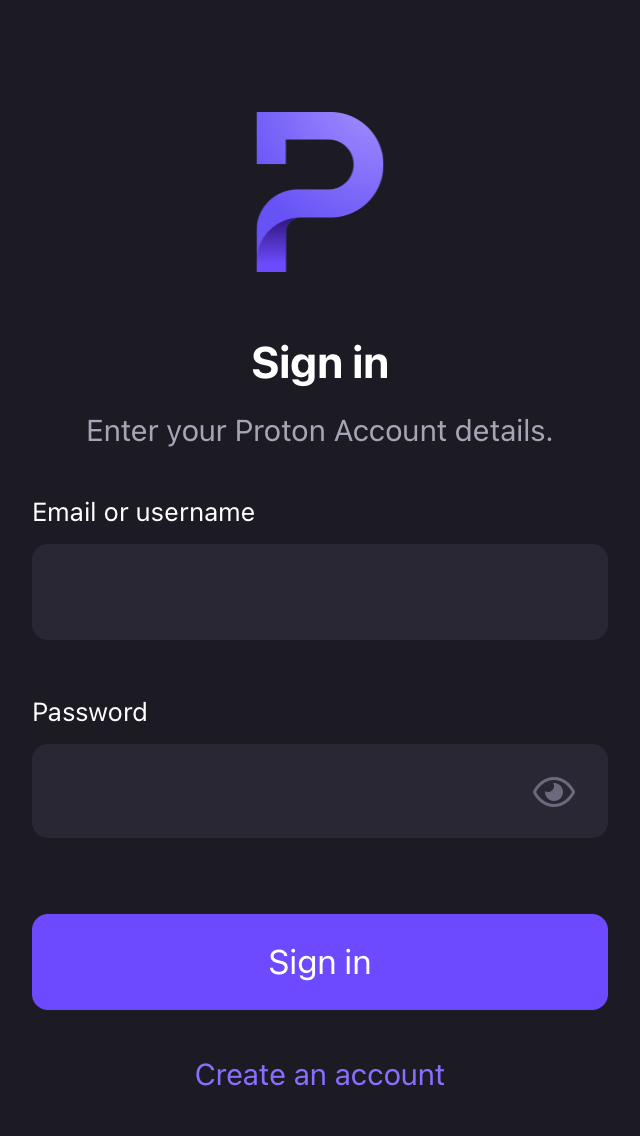 Sign in
Enter your Proton Account details.
Email or username
Password
Sign in
Create an account